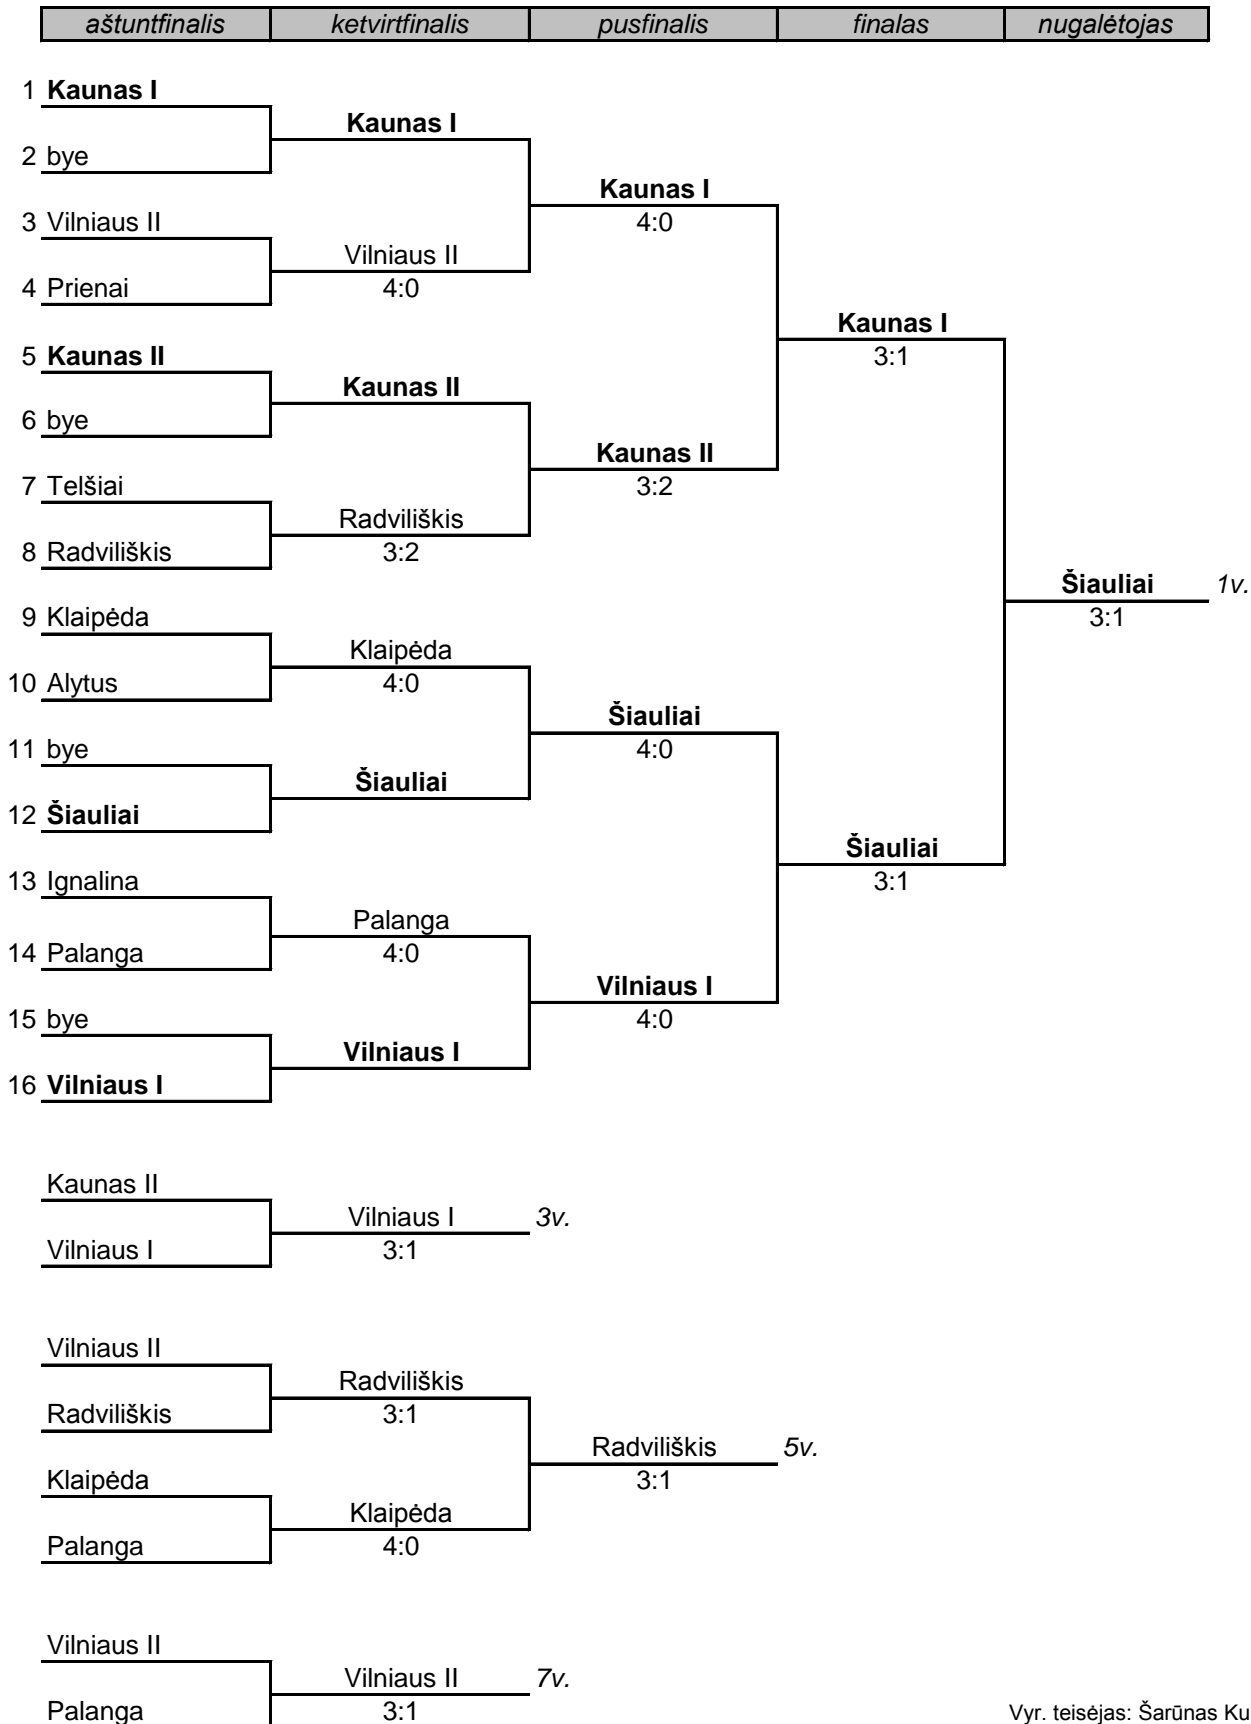 aštuntfinalis ketvirtfinalis pusfinalis finalas nugalėtojas
1 Kaunas I
Kaunas I
2 bye
Kaunas I
3 Vilniaus II 4:0
Vilniaus II
4 Prienai 4:0
Kaunas I
5 Kaunas II 3:1
Kaunas II
6 bye
Kaunas II
7 Telšiai 3:2
Radviliškis
8 Radviliškis 3:2
Šiauliai 1v.
9 Klaipėda 3:1
Klaipėda
10 Alytus 4:0
Šiauliai
11 bye 4:0
Šiauliai
12 Šiauliai
Šiauliai
13 Ignalina 3:1
Palanga
14 Palanga 4:0
Vilniaus I
15 bye 4:0
Vilniaus I
16 Vilniaus I
Kaunas II
Vilniaus I 3v.
Vilniaus I 3:1
Vilniaus II
Radviliškis
Radviliškis 3:1
Radviliškis 5v.
Klaipėda 3:1
Klaipėda
Palanga 4:0
Vilniaus II
Vilniaus II 7v.
Palanga 3:1 Vyr. teisėjas: Šarūnas Ku